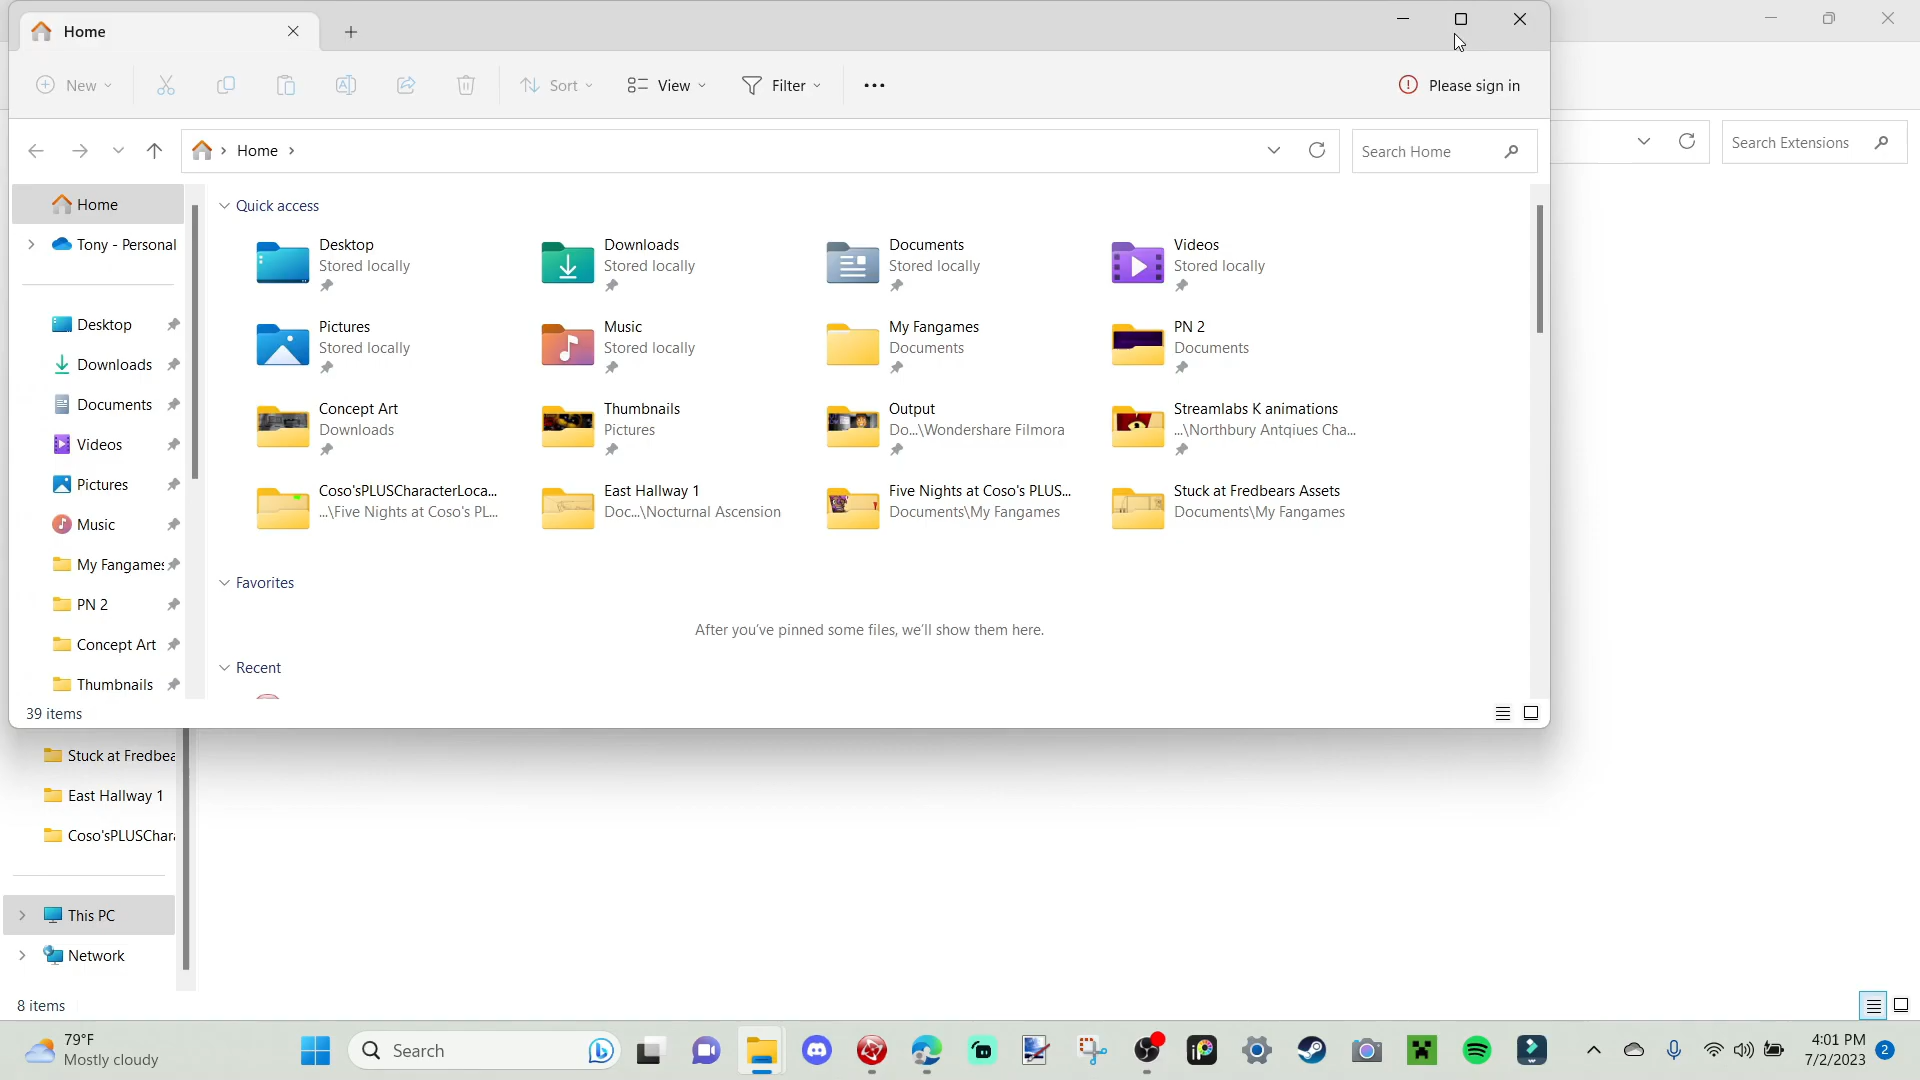 Home
New
Sort
View
Filter
Please sign in
Home
Search Home
Search Extensions
Home
Tony - Personal
Desktop
Downloads
Documents
Videos
Pictures
Music
My Fangames
PN 2
Concept Art
Thumbnails
Quick access
Desktop
Stored locally
Downloads
Stored locally
Documents
Stored locally
Videos
Stored locally
Pictures
Stored locally
Music
Stored locally
My Fangames
Documents
PN 2
Documents
Concept Art
Downloads
Thumbnails
Pictures
Output
Do...\Wondershare Filmora
Streamlabs K animations
...\Northbury Antqiues Cha...
Coso'sPLUSCharacterLoca...
...\Five Nights at Coso's PL...
East Hallway 1
Doc...\Nocturnal Ascension
Five Nights at Coso's PLUS...
Documents\My Fangames
Stuck at Fredbears Assets
Documents\My Fangames
Favorites
After you've pinned some files, we'll show them here.
Recent
39 items
Stuck at Fredbea
East Hallway 1
Coso'sPLUSChara
This PC
Network
8 items
79°F
Mostly cloudy
Search
4:01 PM
7/2/2023
2